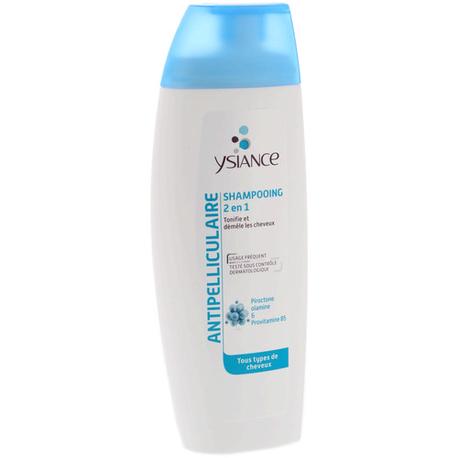 YSIANCE
ANTIPELLICULAIRE
SHAMPOOING
2 en 1
Tonifie et
démêle les cheveux
USAGE FRÉQUENT
TESTÉ SOUS CONTRÔLE
DERMATOLOGIQUE
Piroctone
olamine
&
Provitamine B5
Tous types de
cheveux